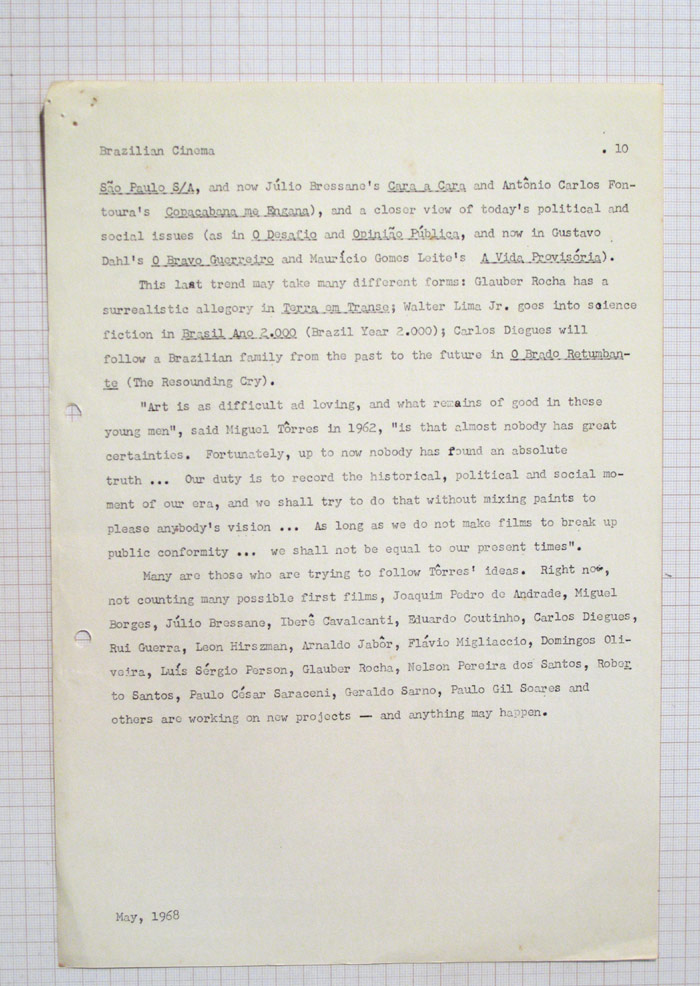 Brazilian Cinema . 10
São Paulo S/A, and now Júlio Bressane's Cara a Cara and Antônio Carlos Fon-
toura's Copacabana me Engana), and a closer view of today's political and
social issues (as in O Desafio and Opinião Pública, and now in Gustavo
Dahl's O Bravo Guerreiro and Maurício Gomes Leite's A Vida Provisória).
This last trend may take many different forms: Glauber Rocha has a
surrealistic allegory in Terra em Transe; Walter Lima Jr. goes into science
fiction in Brasil Ano 2.000 (Brazil Year 2.000); Carlos Diegues will
follow a Brazilian family from the past to the future in O Brado Retumban-
te (The Resounding Cry).
"Art is as difficult ad loving, and what remains of good in these
young men", said Miguel Tôrres in 1962, "is that almost nobody has great
certainties. Fortunately, up to now nobody has found an absolute
truth ... Our duty is to record the historical, political and social mo-
ment of our era, and we shall try to do that without mixing paints to
please anybody's vision ... As long as we do not make films to break up
public conformity ... we shall not be equal to our present times".
Many are those who are trying to follow Tôrres' ideas. Right now,
not counting many possible first films, Joaquim Pedro de Andrade, Miguel
Borges, Júlio Bressane, Iberê Cavalcanti, Eduardo Coutinho, Carlos Diegues,
Rui Guerra, Leon Hirszman, Arnaldo Jabôr, Flávio Migliaccio, Domingos Oli-
veira, Luís Sérgio Person, Glauber Rocha, Nelson Pereira dos Santos, Rober
to Santos, Paulo César Saraceni, Geraldo Sarno, Paulo Gil Soares and
others are working on new projects — and anything may happen.
May, 1968